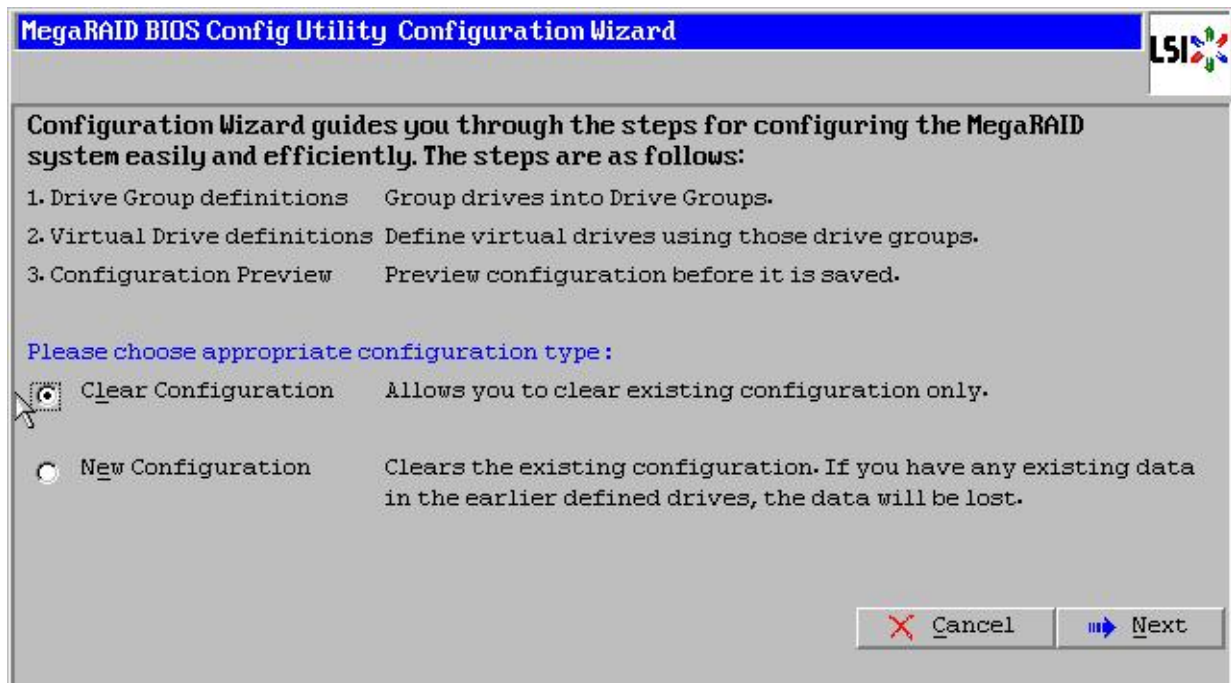 MegaRAID BIOS Config Utility Configuration Wizard
LSI
Configuration Wizard guides you through the steps for configuring the MegaRAID
system easily and efficiently. The steps are as follows:
1. Drive Group definitions Group drives into Drive Groups.
2. Virtual Drive definitions Define virtual drives using those drive groups.
3. Configuration Preview Preview configuration before it is saved.
Please choose appropriate configuration type:
Clear Configuration Allows you to clear existing configuration only.
New Configuration Clears the existing configuration. If you have any existing data
in the earlier defined drives, the data will be lost.
Cancel Next